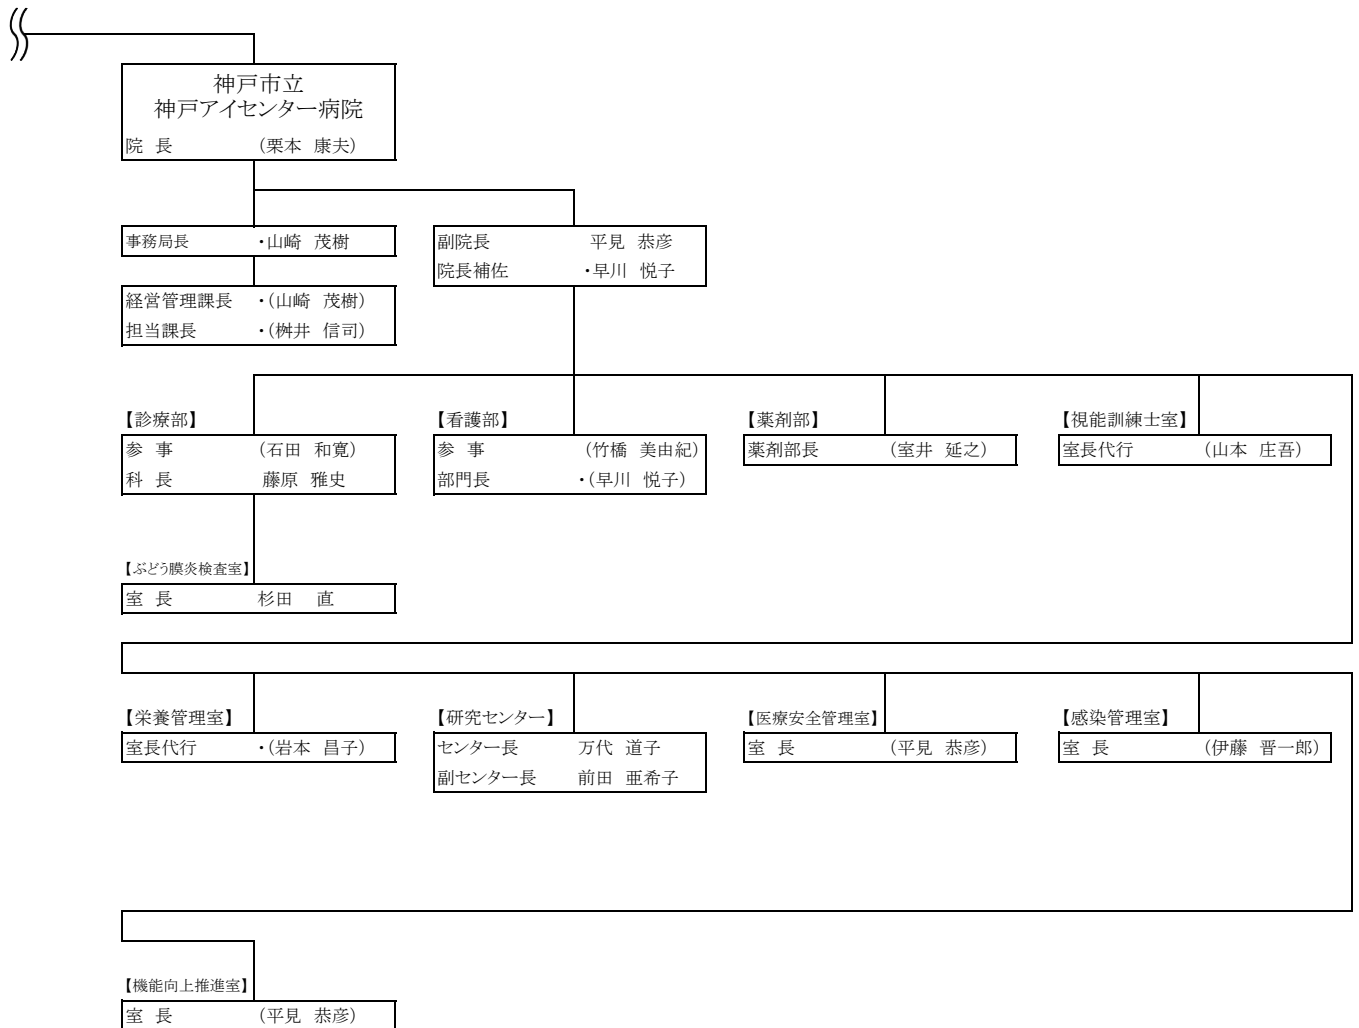 神戸市立
神戸アイセンター病院
院 長 （栗本 康夫）
事務局長 ・山崎 茂樹
副院長 平見 恭彦
院長補佐 ・早川 悦子
経営管理課長 ・（山崎 茂樹）
担当課長 ・（桝井 信司）
【診療部】
参 事 （石田 和寛）
科 長 藤原 雅史
【看護部】
参 事 （竹橋 美由紀）
部門長 ・（早川 悦子）
【薬剤部】
薬剤部長 （室井 延之）
【視能訓練士室】
室長代行 （山本 庄吾）
【ぶどう膜炎検査室】
室 長 杉田 直
【栄養管理室】
室長代行 ・（岩本 昌子）
【研究センター】
センター長 万代 道子
副センター長 前田 亜希子
【医療安全管理室】
室 長 （平見 恭彦）
【感染管理室】
室 長 （伊藤 晋一郎）
【機能向上推進室】
室 長 （平見 恭彦）